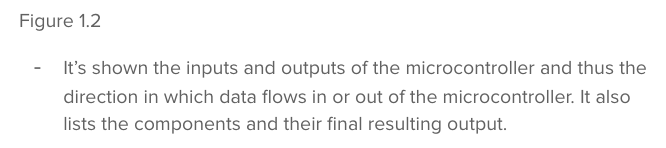 Figure 1.2
- It's shown the inputs and outputs of the microcontroller and thus the
direction in which data flows in or out of the microcontroller. It also
lists the components and their final resulting output.